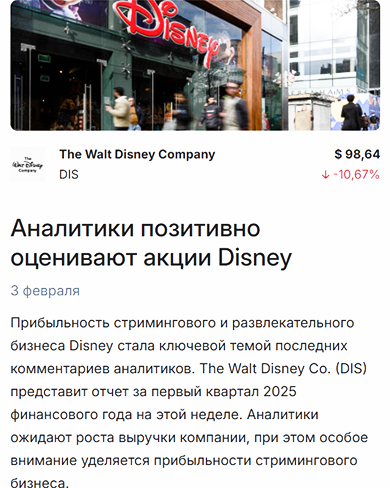 Disney
The
Walt Disney
Company
The Walt Disney Company
$ 98,64
DIS
↓ -10,67%
Аналитики позитивно
оценивают акции Disney
3 февраля
Прибыльность стримингового и развлекательного
бизнеса Disney стала ключевой темой последних
комментариев аналитиков. The Walt Disney Co. (DIS)
представит отчет за первый квартал 2025
финансового года на этой неделе. Аналитики
ожидают роста выручки компании, при этом особое
внимание уделяется прибыльности стримингового
бизнеса.